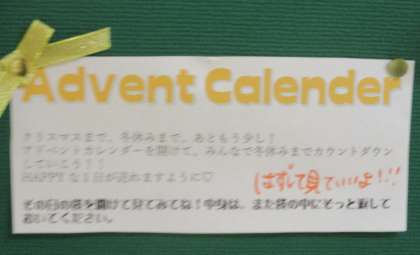 Advent Calender
クリスマスまで、冬休みまで、あともう少し！
アドベントカレンダーを開けて、みんなで冬休みまでカウントダウン
していこう！！
HAPPYな1日が送れますように♡
はずして見ていいよ!!!
その日の袋を開けて見てみてね！中身は、また袋の中にそっと戻して
おいてください。